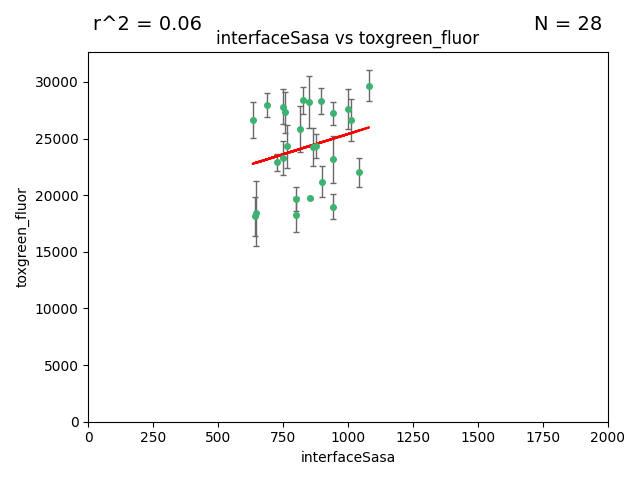 r^2 = 0.06
N = 28
interfaceSasa vs toxgreen_fluor
30000
25000
20000
15000
10000
5000
0
toxgreen_fluor
0 250 500 750 1000 1250 1500 1750 2000
interfaceSasa